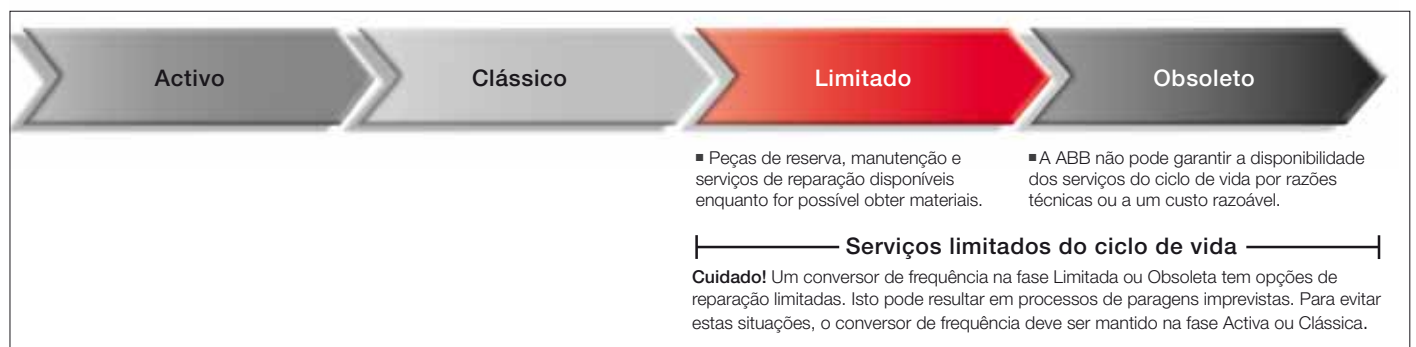 Activo
Clássico
Limitado
Obsoleto
■ Peças de reserva, manutenção e
serviços de reparação disponíveis
enquanto for possível obter materiais.
■ A ABB não pode garantir a disponibilidade
dos serviços do ciclo de vida por razões
técnicas ou a um custo razoável.
Serviços limitados do ciclo de vida
Cuidado! Um conversor de frequência na fase Limitada ou Obsoleta tem opções de
reparação limitadas. Isto pode resultar em processos de paragens imprevistas. Para evitar
estas situações, o conversor de frequência deve ser mantido na fase Activa ou Clássica.